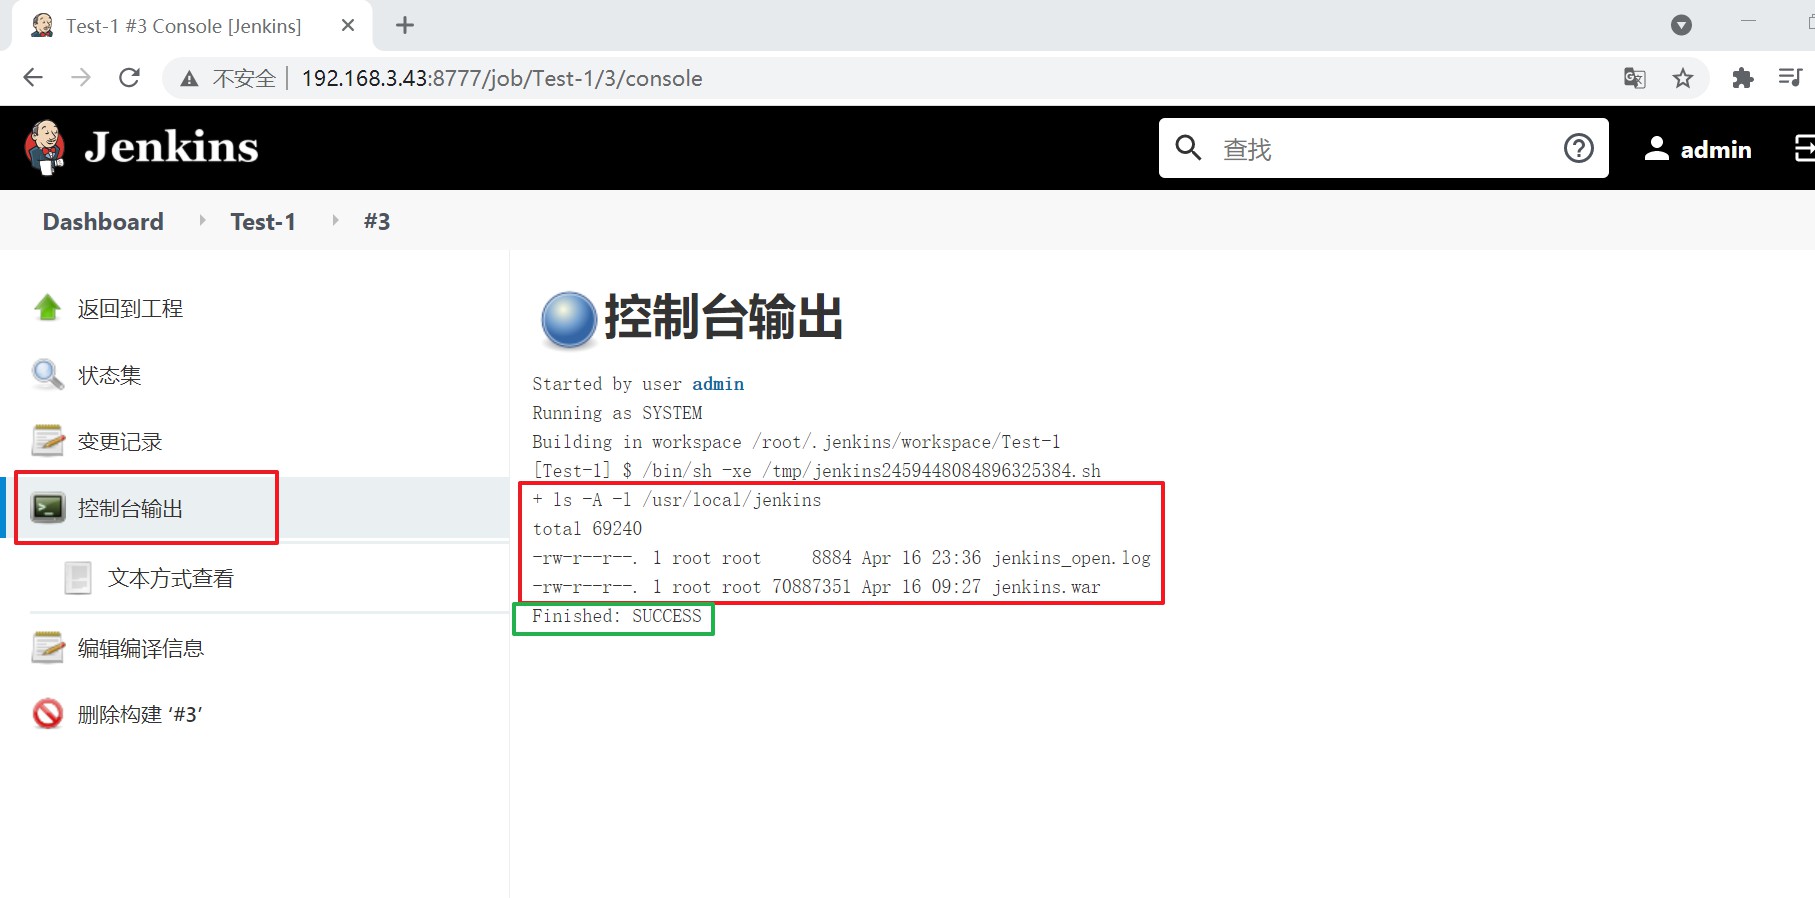 Test-1 #3 Console [Jenkins]
不安全 | 192.168.3.43:8777/job/Test-1/3/console
Jenkins
查找
admin
Dashboard
Test-1
#3
返回到工程
状态集
变更记录
控制台输出
文本方式查看
编辑编译信息
删除构建 ‘#3’
控制台输出
Started by user admin
Running as SYSTEM
Building in workspace /root/.jenkins/workspace/Test-1
[Test-1] $ /bin/sh -xe /tmp/jenkins2459448084896325384.sh
+ ls -A -l /usr/local/jenkins
total 69240
-rw-r--r--. 1 root root     8884 Apr 16 23:36 jenkins_open.log
-rw-r--r--. 1 root root 70887351 Apr 16 09:27 jenkins.war
Finished: SUCCESS